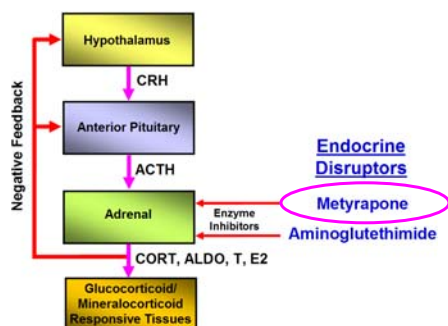 Hypothalamus
CRH
Negative Feedback
Anterior Pituitary
ACTH
Endocrine
Disruptors
Adrenal
Enzyme
Inhibitors
Metyrapone
Aminoglutethimide
CORT, ALDO, T, E2
Glucocorticoid/
Mineralocorticoid
Responsive Tissues